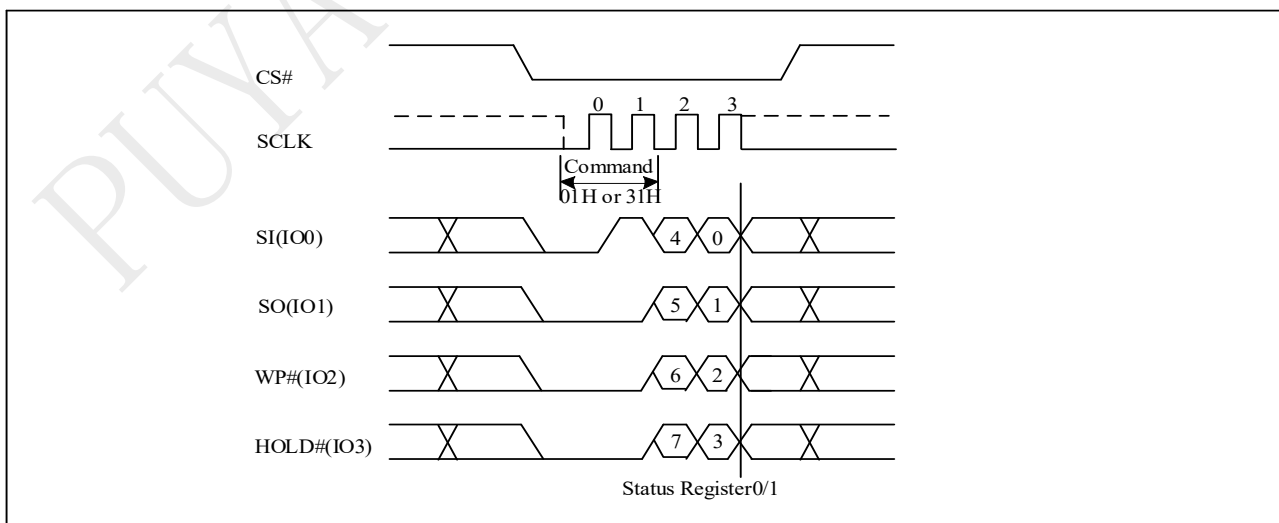 PUYA
CS#
0 1 2 3
SCLK
Command
01H or 31H
SI(IO0) 4 0
SO(IO1) 5 1
WP#(IO2) 6 2
HOLD#(IO3) 7 3
Status Register0/1